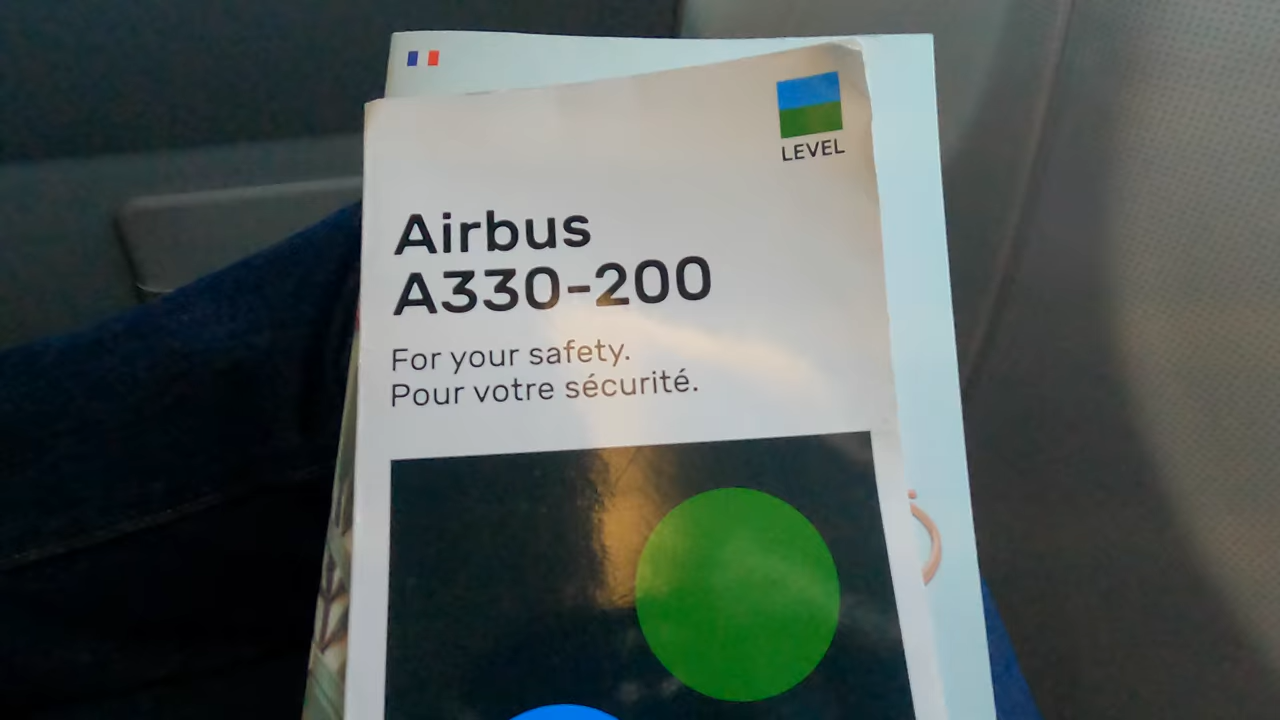 LEVEL
Airbus
A330-200
For your safety.
Pour votre sécurité.